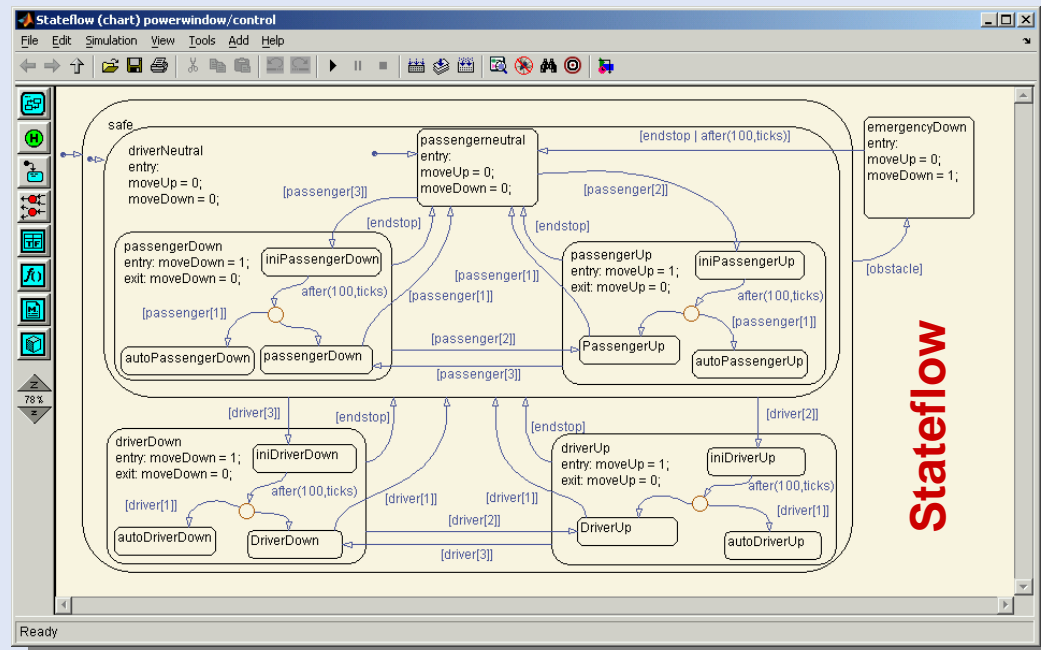 Stateflow (chart) powerwindow/control
File Edit Simulation View Tools Add Help
safe
driverNeutral
entry:
moveUp = 0;
moveDown = 0;
passengerneutral
entry:
moveUp = 0;
moveDown = 0;
[endstop | after(100,ticks)]
emergencyDown
entry:
moveUp = 0;
moveDown = 1;
[passenger[3]]
[passenger[2]]
[endstop]
[endstop]
passengerDown
entry: moveDown = 1;
exit: moveDown = 0;
iniPassengerDown
after(100,ticks)
[passenger[1]]
autoPassengerDown
passengerDown
[passenger[1]]
[passenger[1]]
passengerUp
entry: moveUp = 1;
exit: moveUp = 0;
iniPassengerUp
after(100,ticks)
[passenger[1]]
PassengerUp
autoPassengerUp
[obstacle]
[passenger[2]]
[passenger[3]]
Z
78 %
Z
[driver[3]]
[endstop]
[endstop]
[driver[2]]
driverDown
entry: moveDown = 1;
exit: moveDown = 0;
iniDriverDown
after(100,ticks)
[driver[1]]
autoDriverDown
DriverDown
[driver[1]]
[driver[1]]
[driver[2]]
[driver[3]]
driverUp
entry: moveUp = 1;
exit: moveUp = 0;
iniDriverUp
after(100,ticks)
[driver[1]]
DriverUp
autoDriverUp
Stateflow
Ready